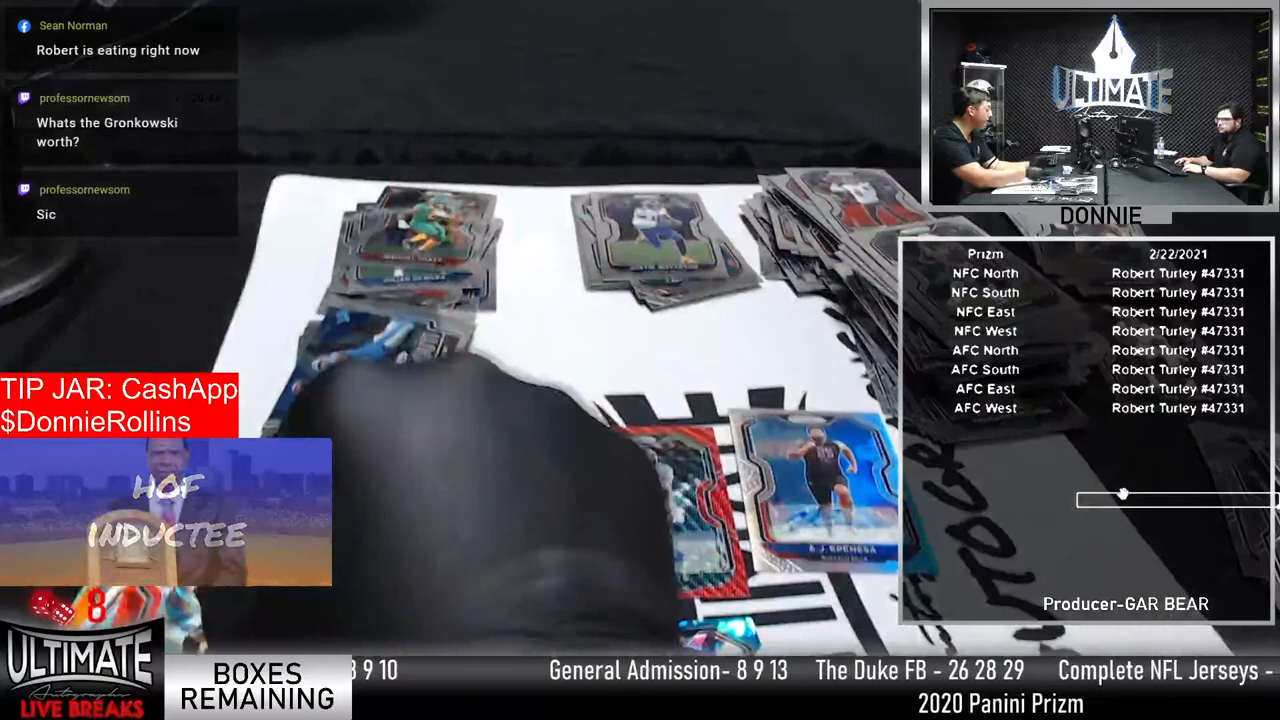 Sean Norman
Robert is eating right now
professornewsom
Whats the Gronkowski
worth?
professornewsom
Sic
ULTIMATE
DONNIE
Prizm 2/22/2021
NFC North Robert Turley #47331
NFC South Robert Turley #47331
NFC East Robert Turley #47331
NFC West Robert Turley #47331
AFC North Robert Turley #47331
AFC South Robert Turley #47331
AFC East Robert Turley #47331
AFC West Robert Turley #47331
Producer-GAR BEAR
TIP JAR: CashApp
$DonnieRollins
HOF
INDUCTEE
A.J. EPENESA
8
ULTIMATE
Autographs
LIVE BREAKS
BOXES
REMAINING
8 9 10 General Admission- 8 9 13 The Duke FB - 26 28 29 Complete NFL Jerseys -
2020 Panini Prizm